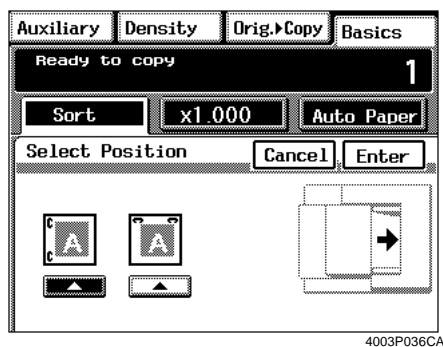 Auxiliary Density Orig.▸Copy Basics
Ready to copy
1
Sort x1.000 Auto Paper
Select Position Cancel Enter
A A
4003P036CA